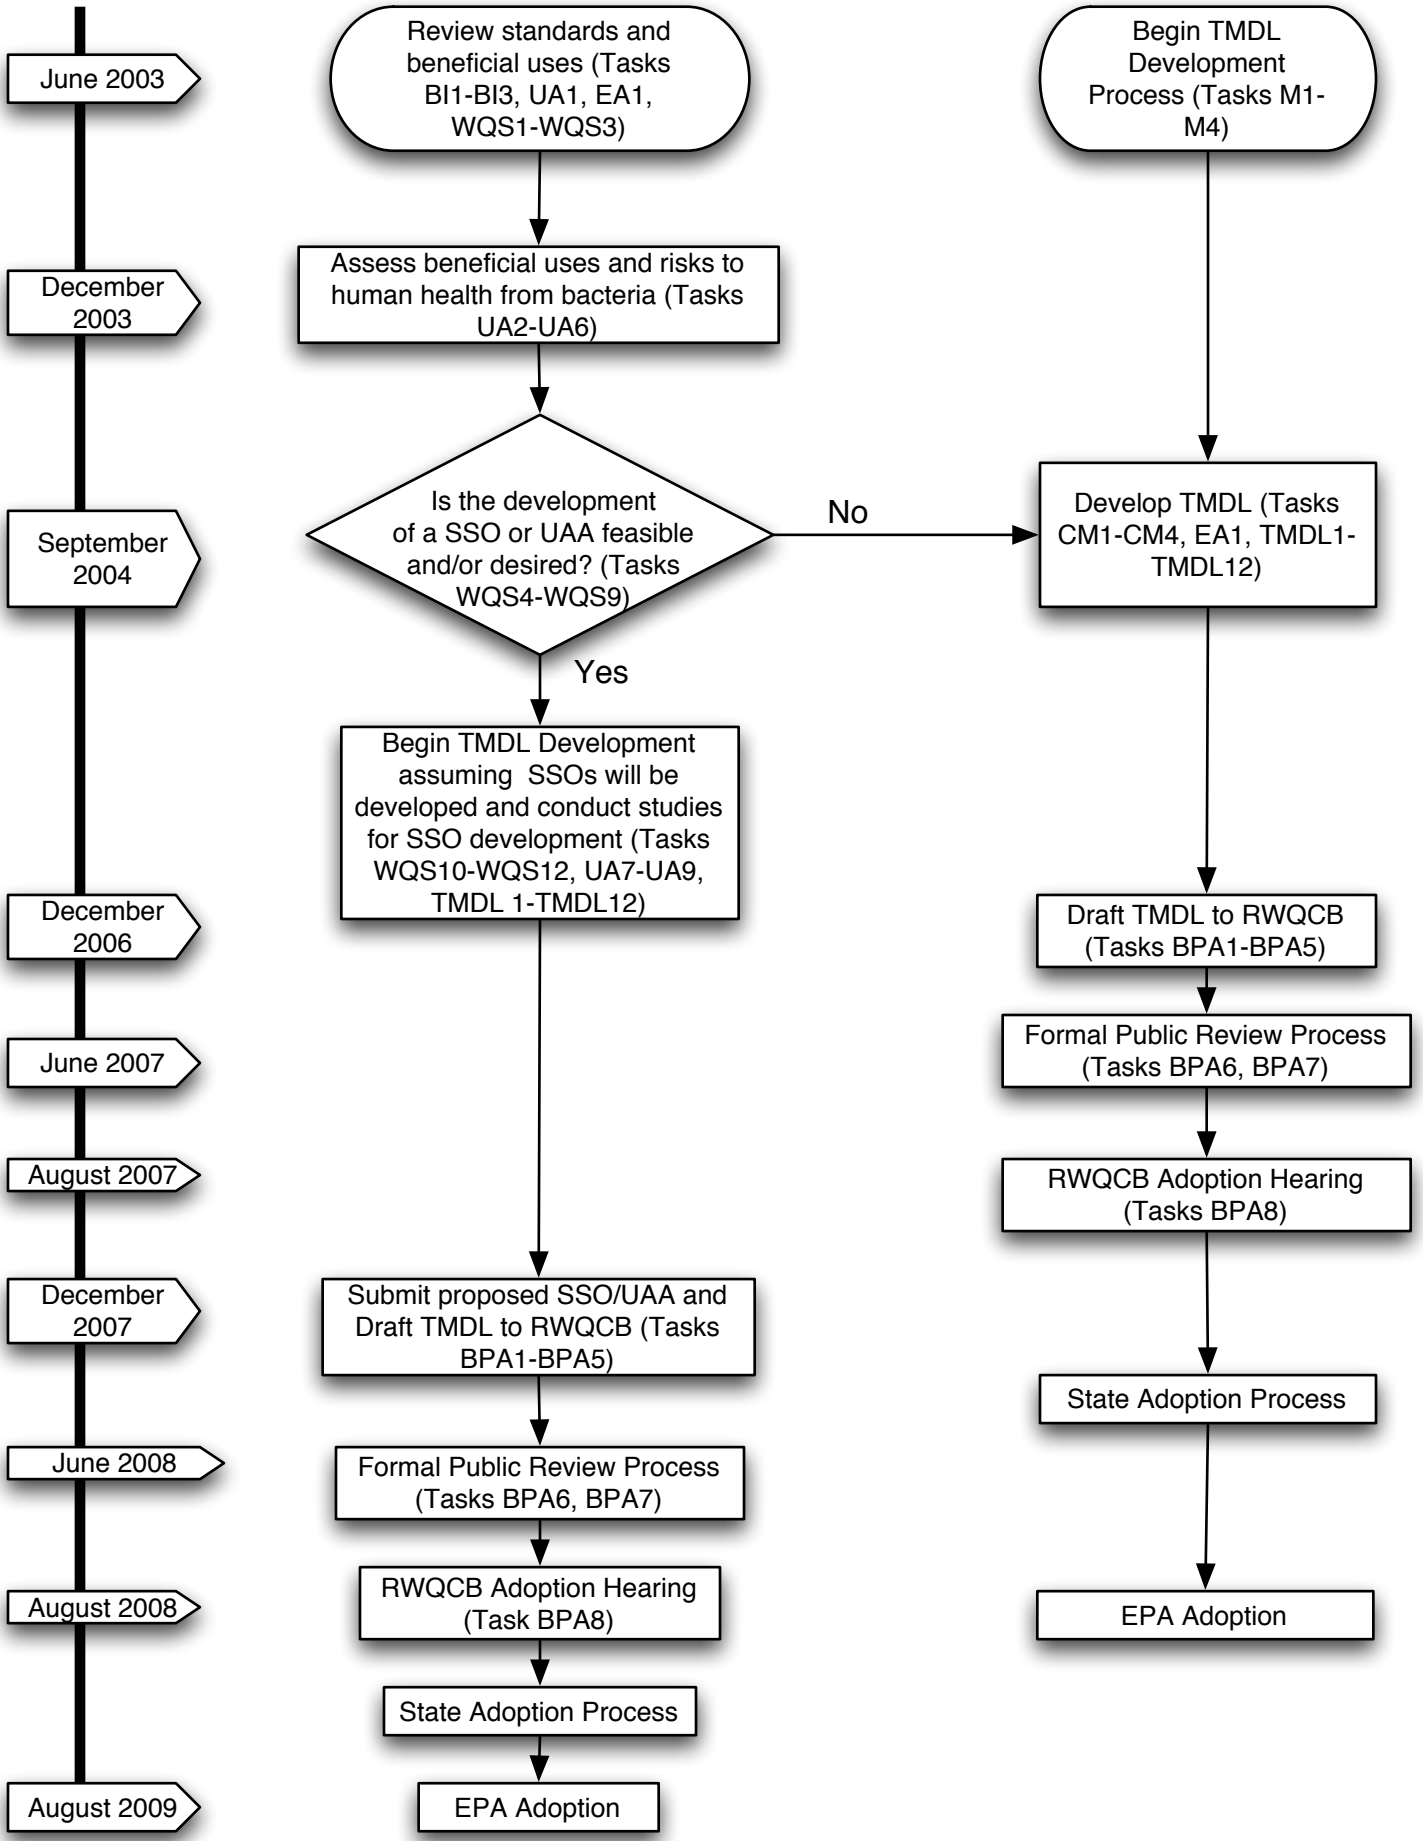 June 2003
December
2003
September
2004
December
2006
June 2007
August 2007
December
2007
June 2008
August 2008
August 2009
Review standards and
beneficial uses (Tasks
BI1-BI3, UA1, EA1,
WQS1-WQS3)
Assess beneficial uses and risks to
human health from bacteria (Tasks
UA2-UA6)
Is the development
of a SSO or UAA feasible
and/or desired? (Tasks
WQS4-WQS9)
No
Yes
Begin TMDL Development
assuming  SSOs will be
developed and conduct studies
for SSO development (Tasks
WQS10-WQS12, UA7-UA9,
TMDL 1-TMDL12)
Submit proposed SSO/UAA and
Draft TMDL to RWQCB (Tasks
BPA1-BPA5)
Formal Public Review Process
(Tasks BPA6, BPA7)
RWQCB Adoption Hearing
(Task BPA8)
State Adoption Process
EPA Adoption
Begin TMDL
Development
Process (Tasks M1-
M4)
Develop TMDL (Tasks
CM1-CM4, EA1, TMDL1-
TMDL12)
Draft TMDL to RWQCB
(Tasks BPA1-BPA5)
Formal Public Review Process
(Tasks BPA6, BPA7)
RWQCB Adoption Hearing
(Tasks BPA8)
State Adoption Process
EPA Adoption